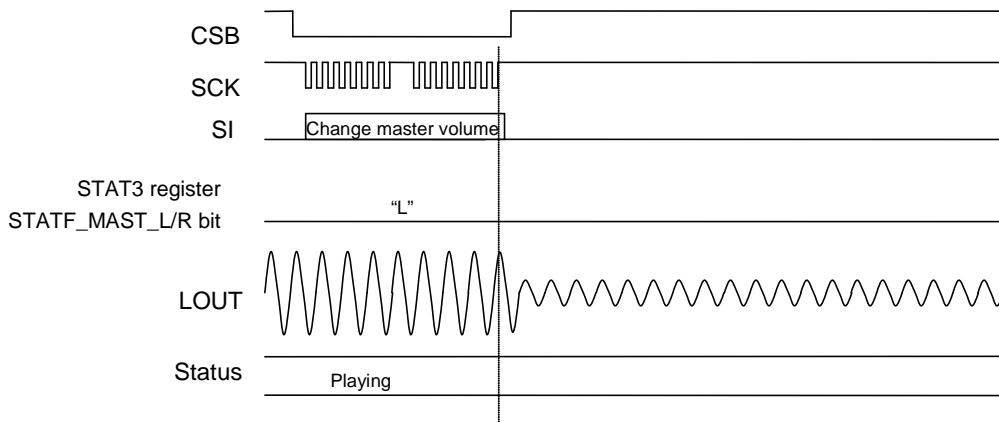 CSB
SCK
SI
Change master volume
STAT3 register
STATF_MAST_L/R bit
“L”
LOUT
Status
Playing